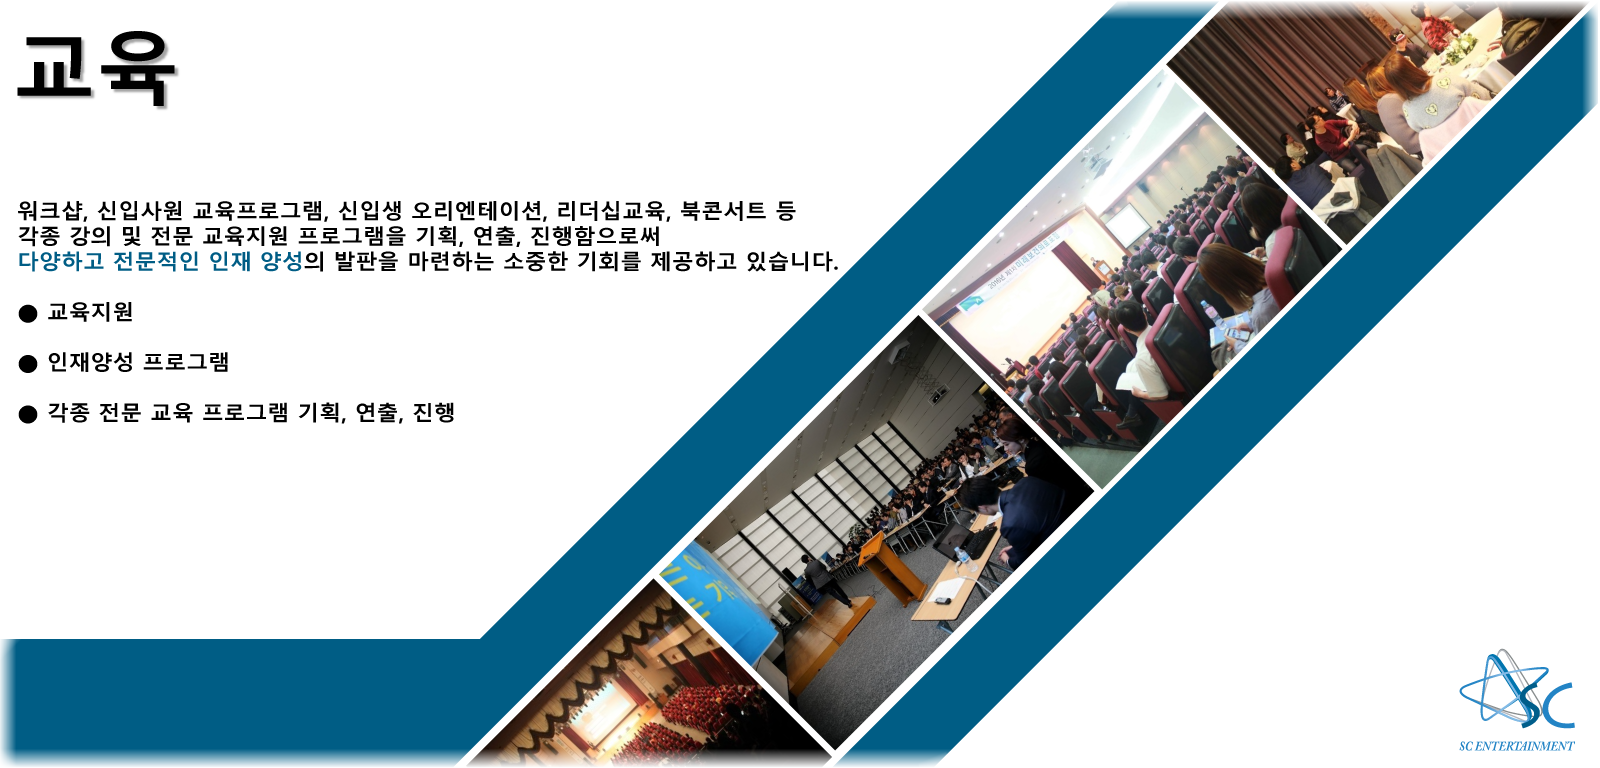 교육
워크샵, 신입사원 교육프로그램, 신입생 오리엔테이션, 리더십교육, 북콘서트 등
각종 강의 및 전문 교육지원 프로그램을 기획, 연출, 진행함으로써
다양하고 전문적인 인재 양성의 발판을 마련하는 소중한 기회를 제공하고 있습니다.
● 교육지원
● 인재양성 프로그램
● 각종 전문 교육 프로그램 기획, 연출, 진행
SC
SC ENTERTAINMENT